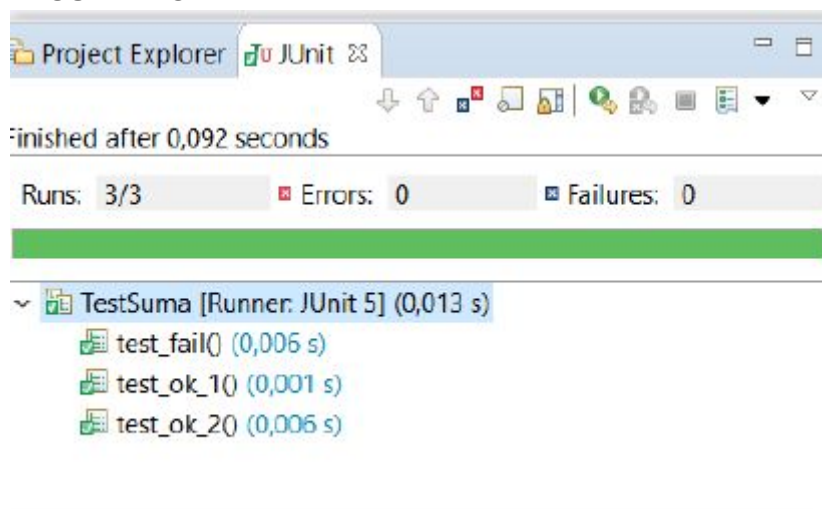 Project Explorer JUnit
Finished after 0,092 seconds
Runs: 3/3 Errors: 0 Failures: 0
TestSuma [Runner: JUnit 5] (0,013 s)
test_fail() (0,006 s)
test_ok_1() (0,001 s)
test_ok_2() (0,006 s)